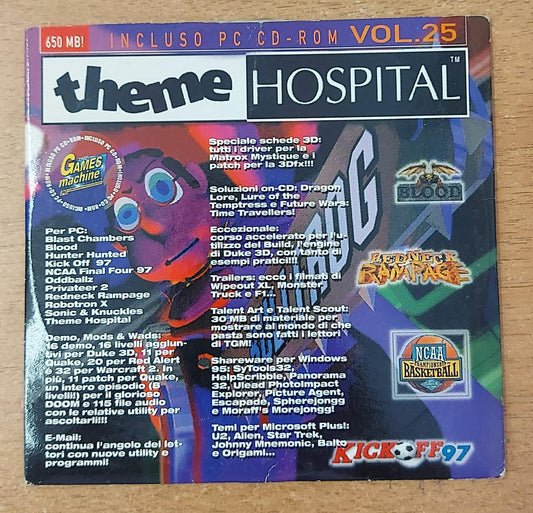 650 MB!
INCLUSO PC CD-ROM VOL.25
theme HOSPITAL™
GAMES
machine
Per PC:
Blast Chambers
Blood
Hunter Hunted
Kick Off '97
NCAA Final Four 97
Oddballz
Privateer 2
Redneck Rampage
Robotron X
Sonic & Knuckles
Theme Hospital
Demo, Mods & Wads:
16 demo, 16 livelli aggiun-
tivi per Duke 3D, 11 per
Quake, 20 per Red Alert
e 32 per Warcraft 2. In
più, 11 patch per Quake,
un intero episodio (8
livelli!) per il glorioso
DOOM e 115 file audio
con le relative utility per
ascoltarli!!!
E-Mail:
continua l'angolo dei let-
tori con nuove utility e
programmi!
Speciale schede 3D:
tutti i driver per la
Matrox Mystique e i
patch per la 3Dfx!!!
Soluzioni on-CD: Dragon
Lore, Lure of the
Temptress e Future Wars:
Time Travellers!
Eccezionale:
corso accelerato per l'u-
tilizzo del Build, l'engine
di Duke 3D, con tanto di
esempi pratici!!!
Trailers: ecco i filmati di
Wipeout XL, Monster
Truck e F1...
Talent Art e Talent Scout:
30 MB di materiale per
mostrare al mondo di che
pasta sono fatti i lettori
di TGM!
Shareware per Windows
95: SyTools32,
HelpScribble, Panorama
32, Ulead PhotoImpact
Explorer, Picture Agent,
Escapade, Spherejongg
e Moraff's Morejongg!
Temi per Microsoft Plus!:
U2, Alien, Star Trek,
Johnny Mnemonic, Balto
e Origami...
BLOOD
REDNECK
RAMPAGE
NCAA
CHAMPIONSHIP
BASKETBALL
KICK OFF 97